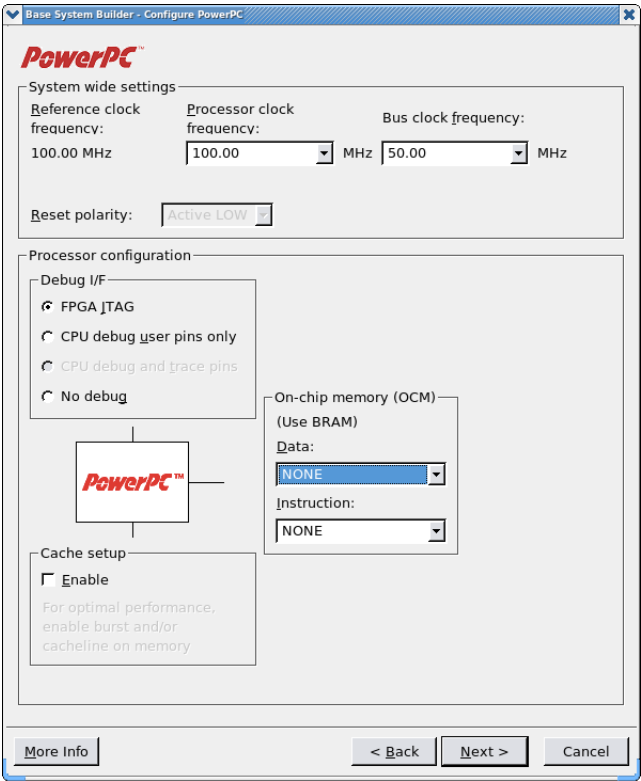 Base System Builder - Configure PowerPC
PowerPC™
System wide settings
Reference clock
frequency:
Processor clock
frequency:
Bus clock frequency:
100.00 MHz
100.00
MHz
50.00
MHz
Reset polarity:
Active LOW
Processor configuration
Debug I/F
FPGA JTAG
CPU debug user pins only
CPU debug and trace pins
No debug
On-chip memory (OCM)
(Use BRAM)
Data:
NONE
Instruction:
NONE
PowerPC™
Cache setup
Enable
For optimal performance,
enable burst and/or
cacheline on memory
More Info
< Back
Next >
Cancel